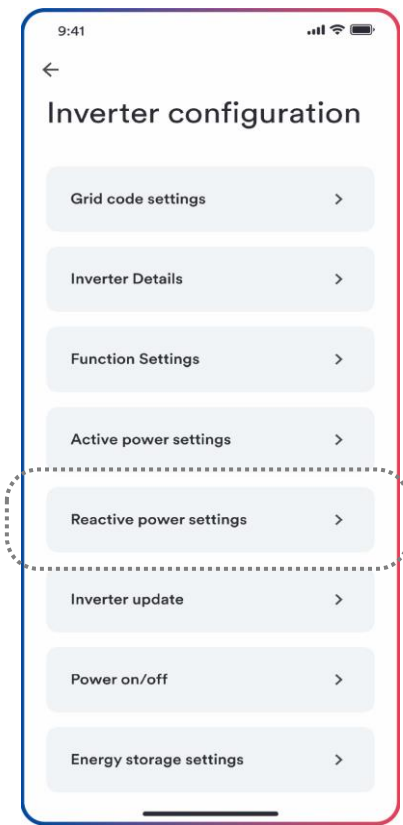 9:41
Inverter configuration
Grid code settings
Inverter Details
Function Settings
Active power settings
Reactive power settings
Inverter update
Power on/off
Energy storage settings